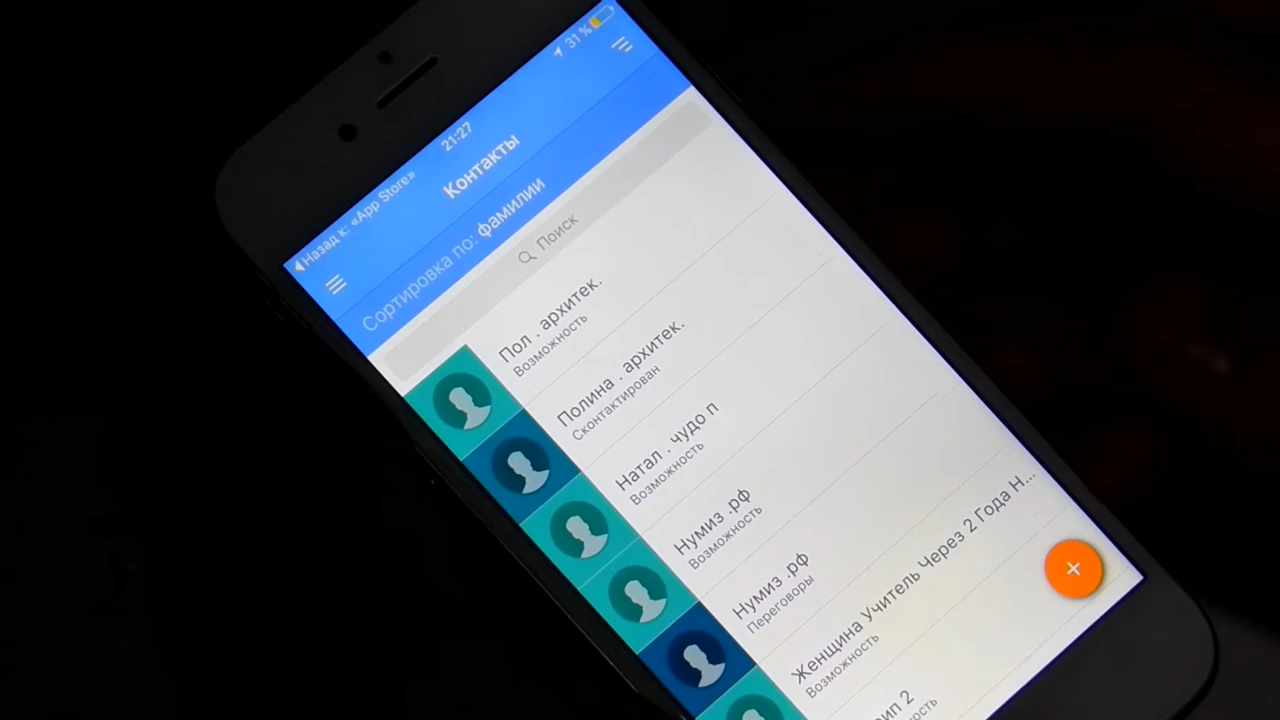 Назад к: «App Store»
21:27
31 %
Контакты
Сортировка по: фамилии
Поиск
Пол . архитек.
Возможность
Полина . архитек.
Сконтактирован
Натал . чудо п
Возможность
Нумиз .рф
Возможность
Нумиз .рф
Переговоры
Женщина Учитель Через 2 Года Н...
Возможность
2